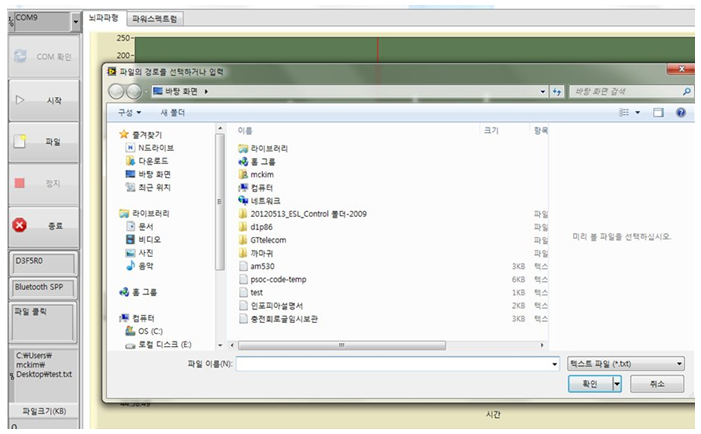 COM9
뇌파파형
파워스펙트럼
250
200
COM 확인
시작
파일
정지
종료
D3F5R0
Bluetooth SPP
파일 클릭
C:₩Users₩
mckim₩
Desktop₩test.txt
파일크기(KB)
0
파일의 경로를 선택하거나 입력
바탕 화면
바탕 화면 검색
구성
새 폴더
즐겨찾기
N드라이브
다운로드
바탕 화면
최근 위치
라이브러리
문서
비디오
사진
음악
홈 그룹
컴퓨터
OS (C:)
로컬 디스크 (E:)
이름 크기 항목
라이브러리
홈 그룹
mckim
컴퓨터
네트워크
20120513_ESL_Control 폴더-2009 파일
d1p86 파일
GTtelecom 파일
까마귀 파일
am530 3KB 텍스
psoc-code-temp 6KB 텍스
test 1KB 텍스
인포피아설명서 2KB 텍스
충전회로글임시보관 3KB 텍스
미리 볼 파일을 선택하십시오.
파일 이름(N):
텍스트 파일 (*.txt)
확인
취소
시간